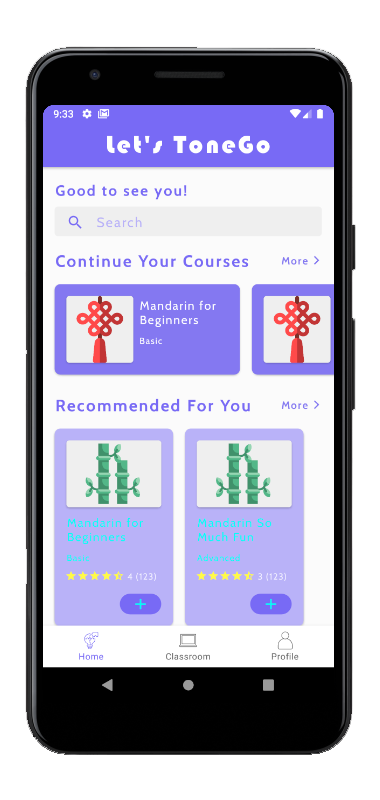 9:33
Let's ToneGo
Good to see you!
Search
Continue Your Courses
More
Mandarin for
Beginners
Basic
Recommended For You
More
Mandarin for
Beginners
Basic
4 (123)
Mandarin So
Much Fun
3 (123)
+
+
Home
Classroom
Profile